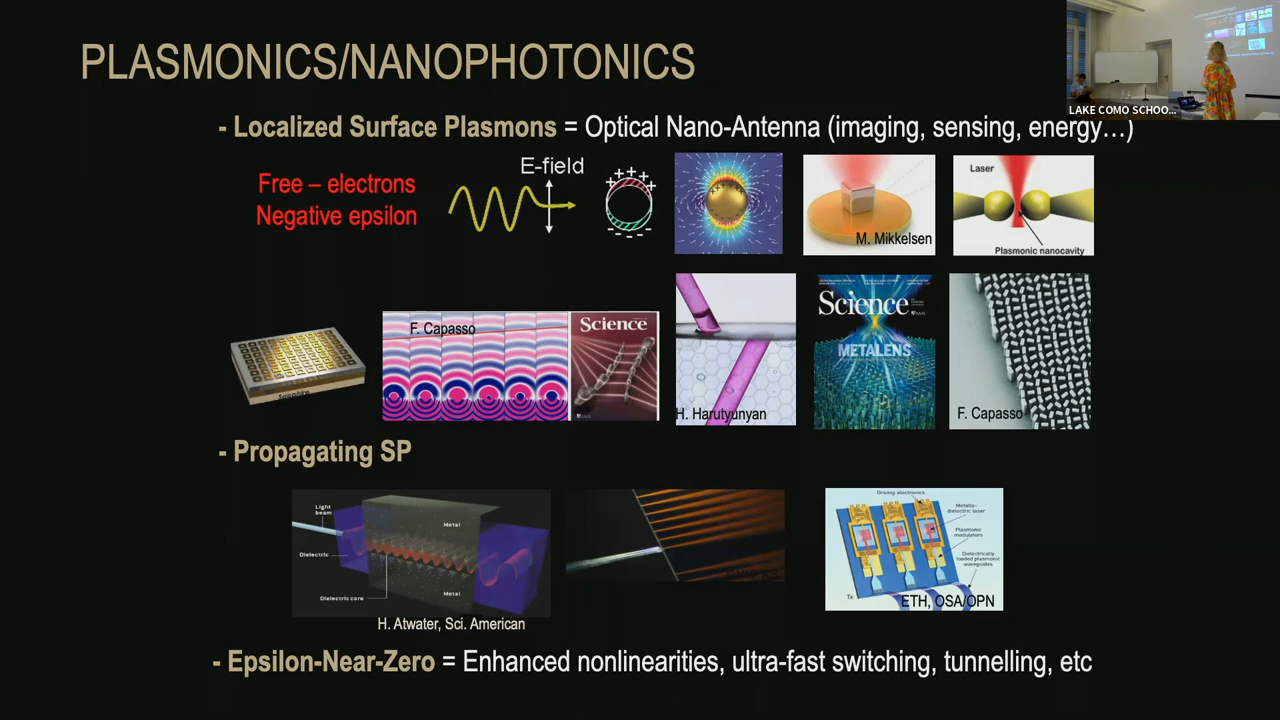 PLASMONICS/NANOPHOTONICS
LAKE COMO SCHOO...
- Localized Surface Plasmons = Optical Nano-Antenna (imaging, sensing, energy…)
Free – electrons
Negative epsilon
E-field
M. Mikkelsen
Laser
Plasmonic nanocavity
F. Capasso
Science
H. Harutyunyan
Science
METALENS
F. Capasso
- Propagating SP
Light
beam
Metal
Dielectric
Dielectric core
Metal
H. Atwater, Sci. American
Driving electronics
Metallo-
dielectric laser
Plasmonic
modulators
Dielectrically
loaded plasmonic
waveguides
Tx
ETH, OSA/OPN
- Epsilon-Near-Zero = Enhanced nonlinearities, ultra-fast switching, tunnelling, etc